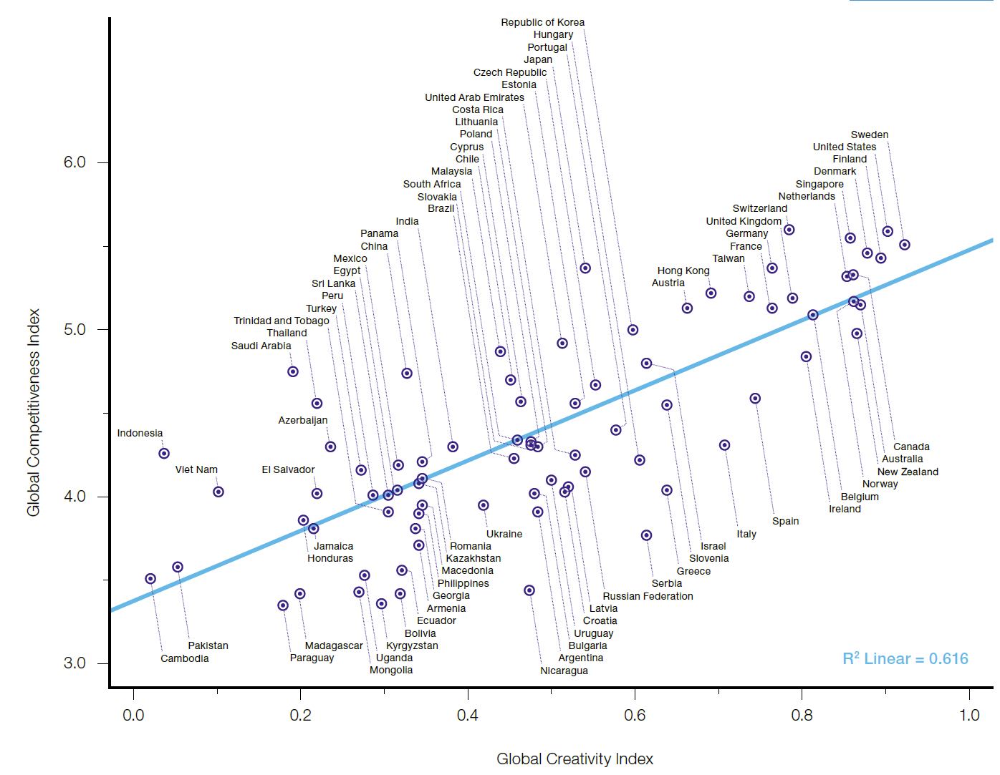 Republic of Korea
Hungary
Portugal
Japan
Czech Republic
Estonia
United Arab Emirates
Costa Rica
Lithuania
Poland
Cyprus
Chile
Malaysia
South Africa
Slovakia
Brazil
India
Panama
China
Mexico
Egypt
Sri Lanka
Peru
Turkey
Trinidad and Tobago
Thailand
Saudi Arabia
Azerbaijan
Indonesia
Viet Nam
El Salvador
Sweden
United States
Finland
Denmark
Singapore
Netherlands
Switzerland
United Kingdom
Germany
France
Taiwan
Hong Kong
Austria
Canada
Australia
New Zealand
Norway
Belgium
Ireland
Spain
Italy
Israel
Slovenia
Greece
Serbia
Russian Federation
Latvia
Croatia
Uruguay
Bulgaria
Argentina
Nicaragua
Ukraine
Romania
Kazakhstan
Macedonia
Philippines
Georgia
Armenia
Ecuador
Bolivia
Kyrgyzstan
Uganda
Mongolia
Jamaica
Honduras
Madagascar
Paraguay
Pakistan
Cambodia
R² Linear = 0.616
6.0
5.0
4.0
3.0
Global Competitiveness Index
0.0 0.2 0.4 0.6 0.8 1.0
Global Creativity Index